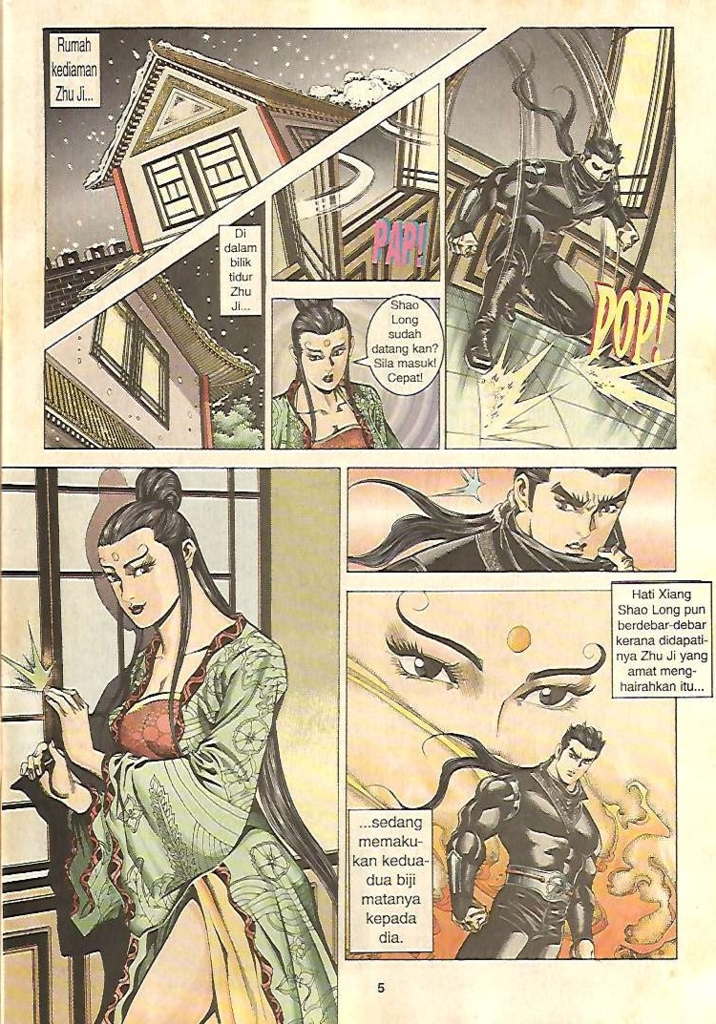 Rumah
kediaman
Zhu Ji...
Di
dalam
bilik
tidur
Zhu
Ji...
PAP!
Shao
Long
sudah
datang kan?
Sila masuk!
Cepat!
POP!
Hati Xiang
Shao Long pun
berdebar-debar
kerana didapati-
nya Zhu Ji yang
amat meng-
hairahkan itu...
...sedang
memaku-
kan kedua-
dua biji
matanya
kepada
dia.
5